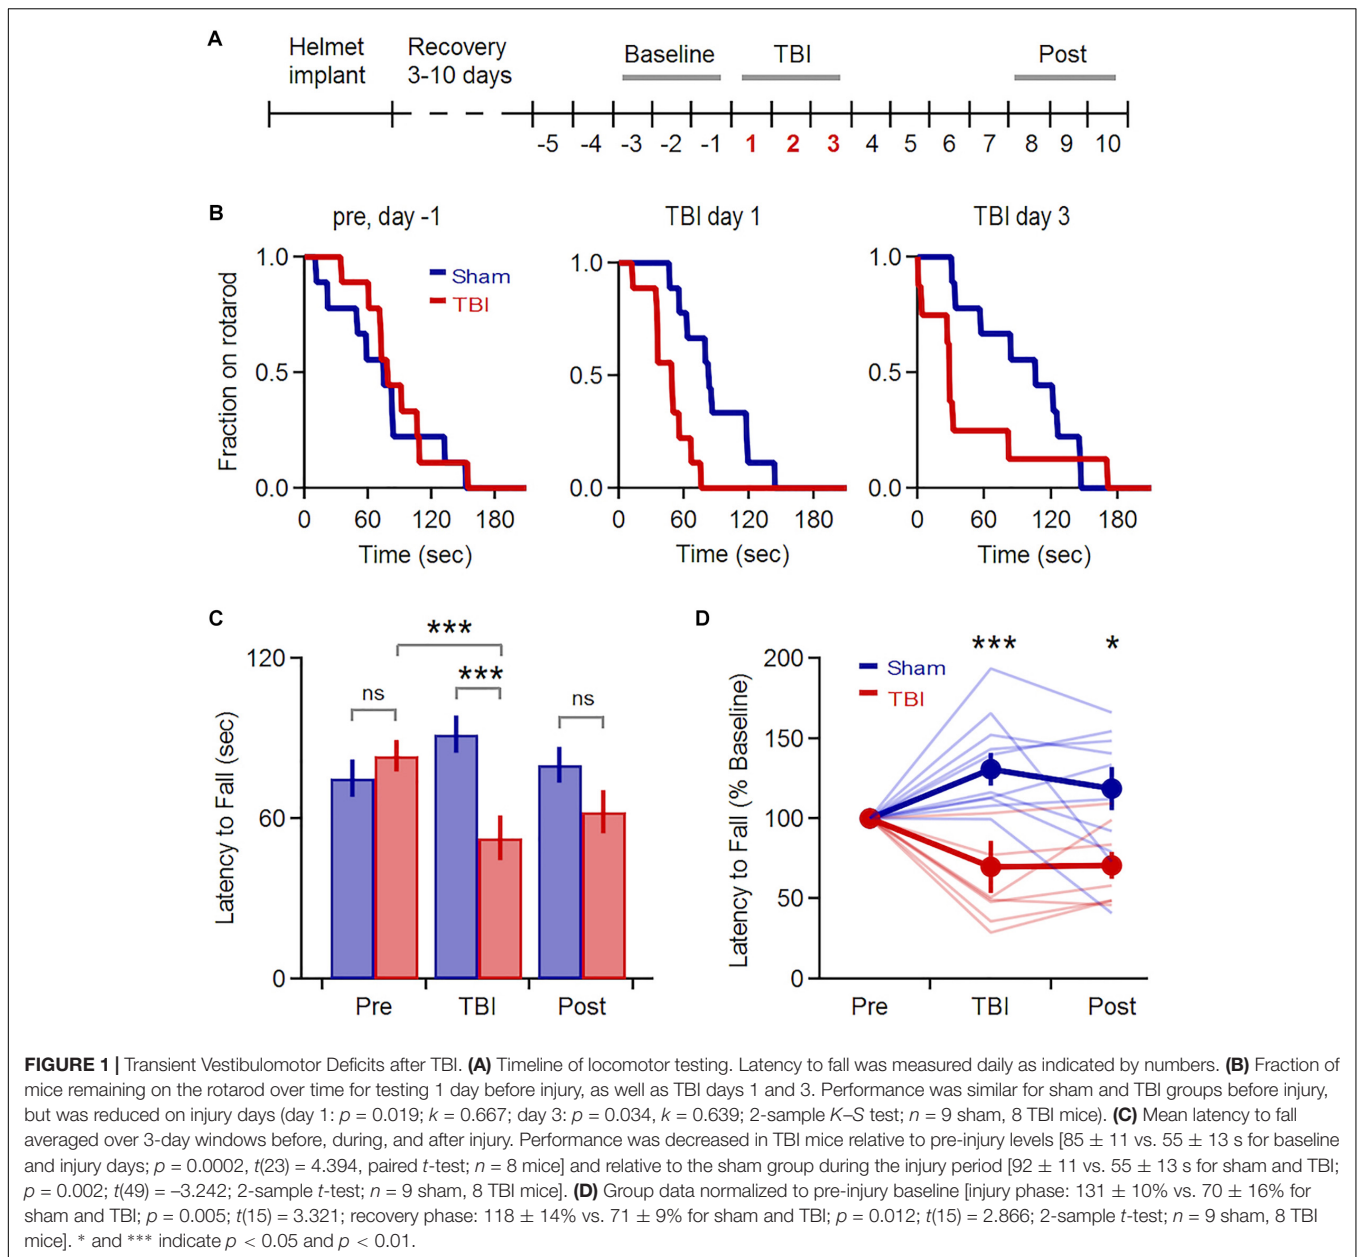 A
Helmet
implant
Recovery
3-10 days
Baseline
TBI
Post
-5 -4 -3 -2 -1 1 2 3 4 5 6 7 8 9 10
B
pre, day -1
TBI day 1
TBI day 3
Fraction on rotarod
1.0
0.5
0.0
Sham
TBI
0 60 120 180
Time (sec)
1.0
0.5
0.0
0 60 120 180
Time (sec)
1.0
0.5
0.0
0 60 120 180
Time (sec)
C
Latency to Fall (sec)
120
60
0
ns
***
***
ns
Pre TBI Post
D
Latency to Fall (% Baseline)
200
150
100
50
0
Sham
TBI
***
*
Pre TBI Post
FIGURE 1 | Transient Vestibulomotor Deficits after TBI. (A) Timeline of locomotor testing. Latency to fall was measured daily as indicated by numbers. (B) Fraction of
mice remaining on the rotarod over time for testing 1 day before injury, as well as TBI days 1 and 3. Performance was similar for sham and TBI groups before injury,
but was reduced on injury days (day 1: p = 0.019; k = 0.667; day 3: p = 0.034, k = 0.639; 2-sample K–S test; n = 9 sham, 8 TBI mice). (C) Mean latency to fall
averaged over 3-day windows before, during, and after injury. Performance was decreased in TBI mice relative to pre-injury levels [85 ± 11 vs. 55 ± 13 s for baseline
and injury days; p = 0.0002, t(23) = 4.394, paired t-test; n = 8 mice] and relative to the sham group during the injury period [92 ± 11 vs. 55 ± 13 s for sham and TBI;
p = 0.002; t(49) = –3.242; 2-sample t-test; n = 9 sham, 8 TBI mice]. (D) Group data normalized to pre-injury baseline [injury phase: 131 ± 10% vs. 70 ± 16% for
sham and TBI; p = 0.005; t(15) = 3.321; recovery phase: 118 ± 14% vs. 71 ± 9% for sham and TBI; p = 0.012; t(15) = 2.866; 2-sample t-test; n = 9 sham, 8 TBI
mice]. * and *** indicate p < 0.05 and p < 0.01.